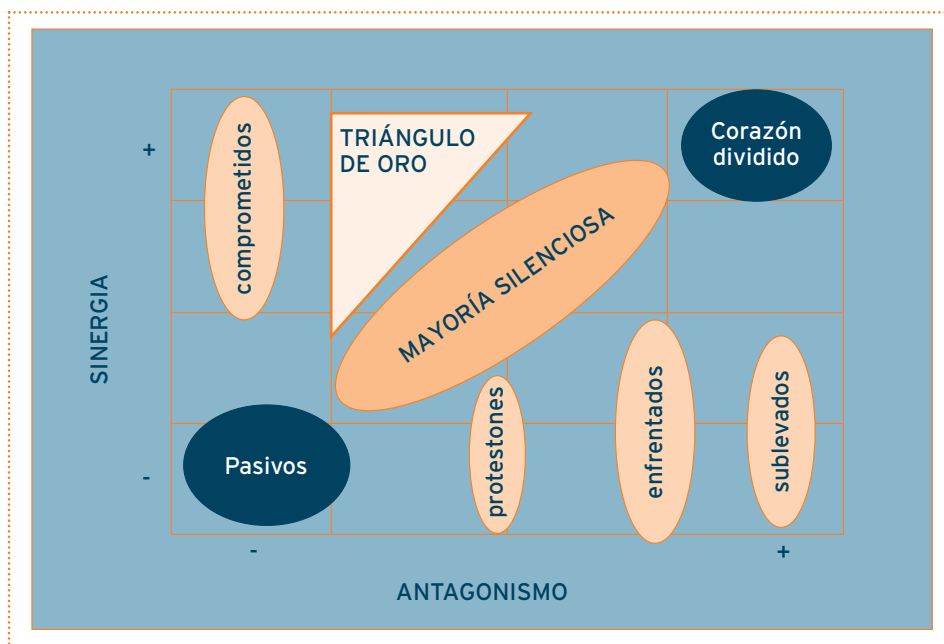 +
comprometidos
TRIÁNGULO
DE ORO
Corazón
dividido
SINERGIA
MAYORÍA SILENCIOSA
-
Pasivos
protestones
enfrentados
sublevados
-
+
ANTAGONISMO